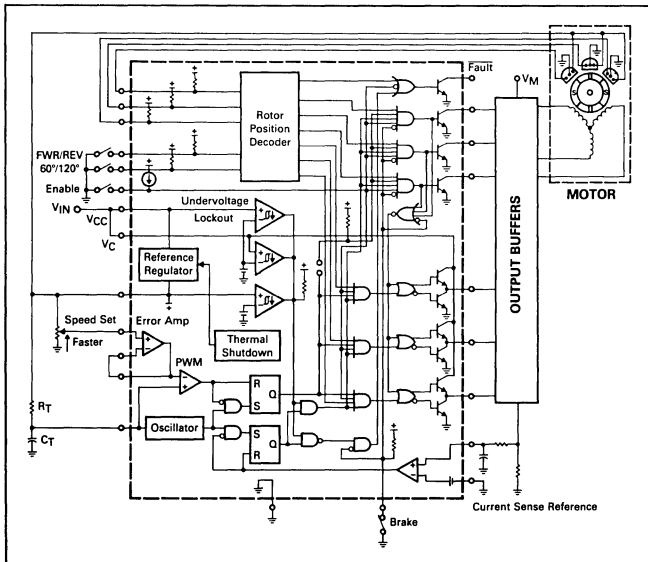 Fault
V_M
MOTOR
Rotor
Position
Decoder
FWR/REV
60°/120°
Enable
V_IN
V_CC
V_C
Undervoltage
Lockout
Reference
Regulator
Thermal
Shutdown
Speed Set
Faster
Error Amp
PWM
R_T
C_T
Oscillator
R
S
Q
S
R
Q
OUTPUT BUFFERS
Current Sense Reference
Brake
S
S